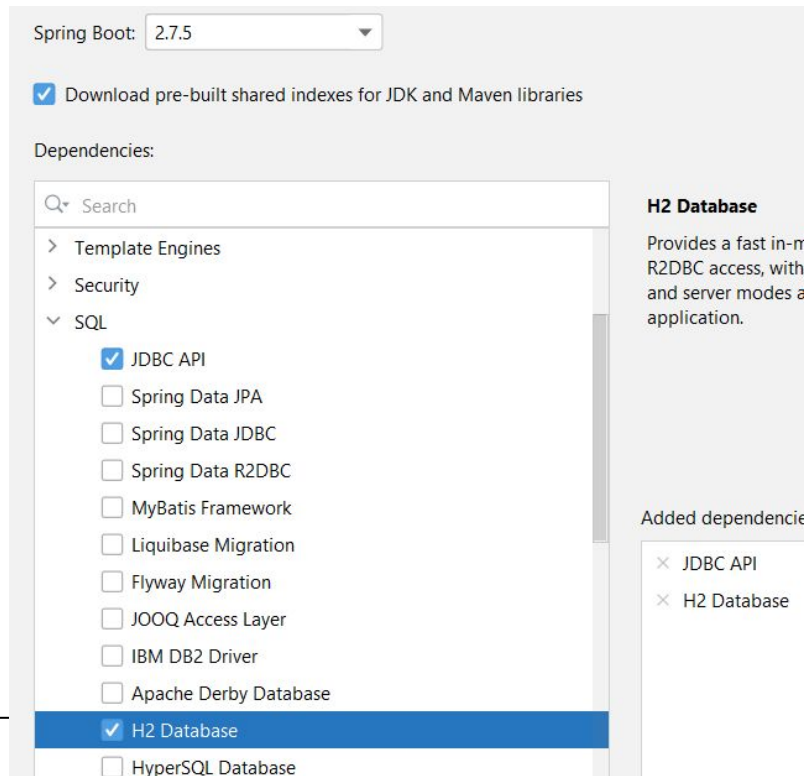 Spring Boot: 2.7.5
Download pre-built shared indexes for JDK and Maven libraries
Dependencies:
Search
Template Engines
Security
SQL
JDBC API
Spring Data JPA
Spring Data JDBC
Spring Data R2DBC
MyBatis Framework
Liquibase Migration
Flyway Migration
JOOQ Access Layer
IBM DB2 Driver
Apache Derby Database
H2 Database
HyperSQL Database
H2 Database
Provides a fast in-m
R2DBC access, with
and server modes a
application.
Added dependencie
JDBC API
H2 Database